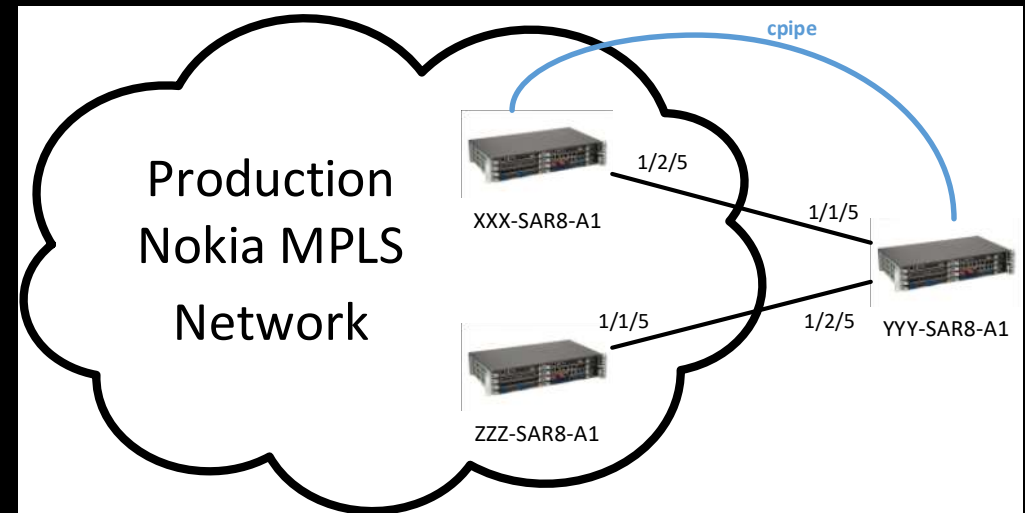 cpipe
Production
Nokia MPLS
Network
1/2/5
XXX-SAR8-A1
1/1/5
1/1/5
1/2/5
YYY-SAR8-A1
ZZZ-SAR8-A1